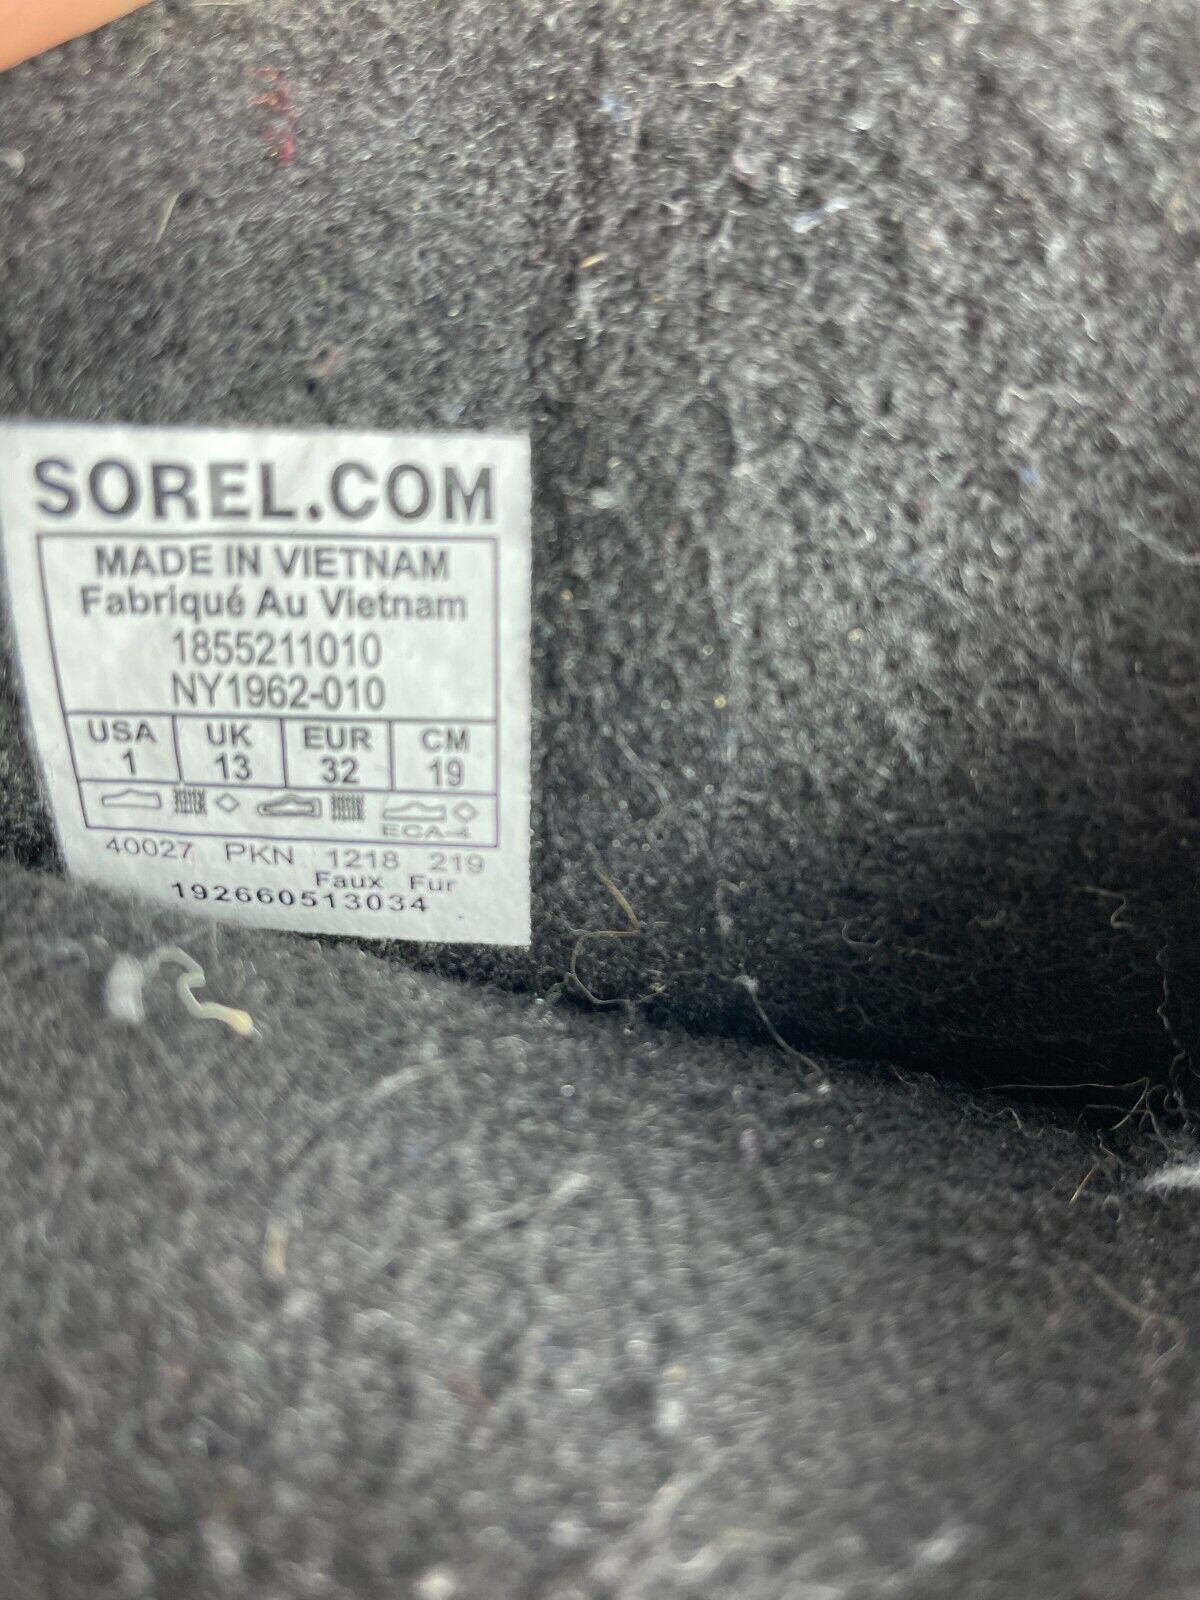 SOREL.COM
MADE IN VIETNAM
Fabriqué Au Vietnam
1855211010
NY1962-010
USA UK EUR CM
1 13 32 19
ECA-4
40027 PKN 1218 219
Faux Fur
192660513034